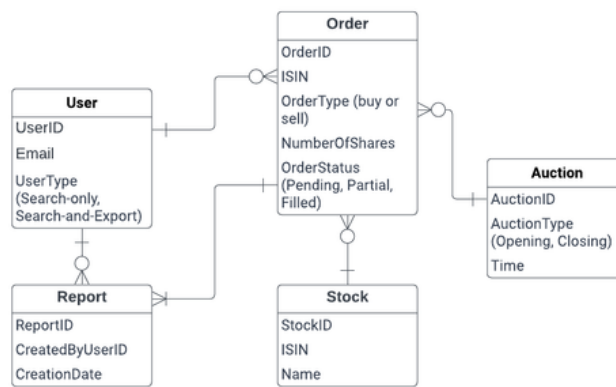 Order
OrderID
ISIN
OrderType (buy or
sell)
NumberOfShares
OrderStatus
(Pending, Partial,
Filled)
User
UserID
Email
UserType
(Search-only,
Search-and-Export)
Auction
AuctionID
AuctionType
(Opening, Closing)
Time
Report
ReportID
CreatedByUserID
CreationDate
Stock
StockID
ISIN
Name